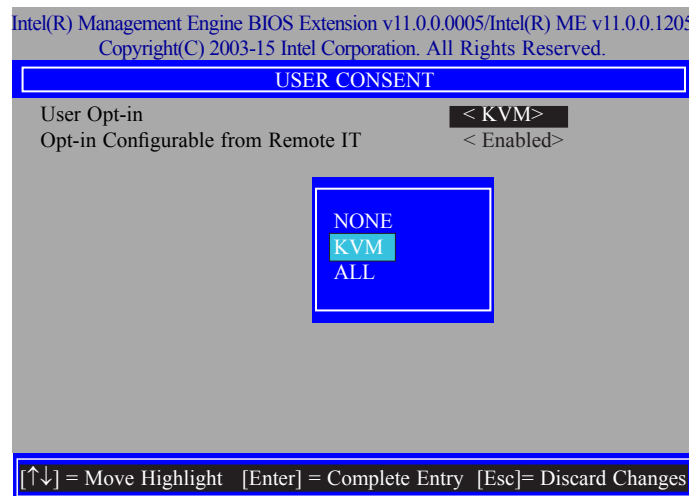 Intel(R) Management Engine BIOS Extension v11.0.0.0005/Intel(R) ME v11.0.0.1205
Copyright(C) 2003-15 Intel Corporation. All Rights Reserved.
USER CONSENT
User Opt-in < KVM>
Opt-in Configurable from Remote IT < Enabled>
NONE
KVM
ALL
[↑↓] = Move Highlight [Enter] = Complete Entry [Esc]= Discard Changes